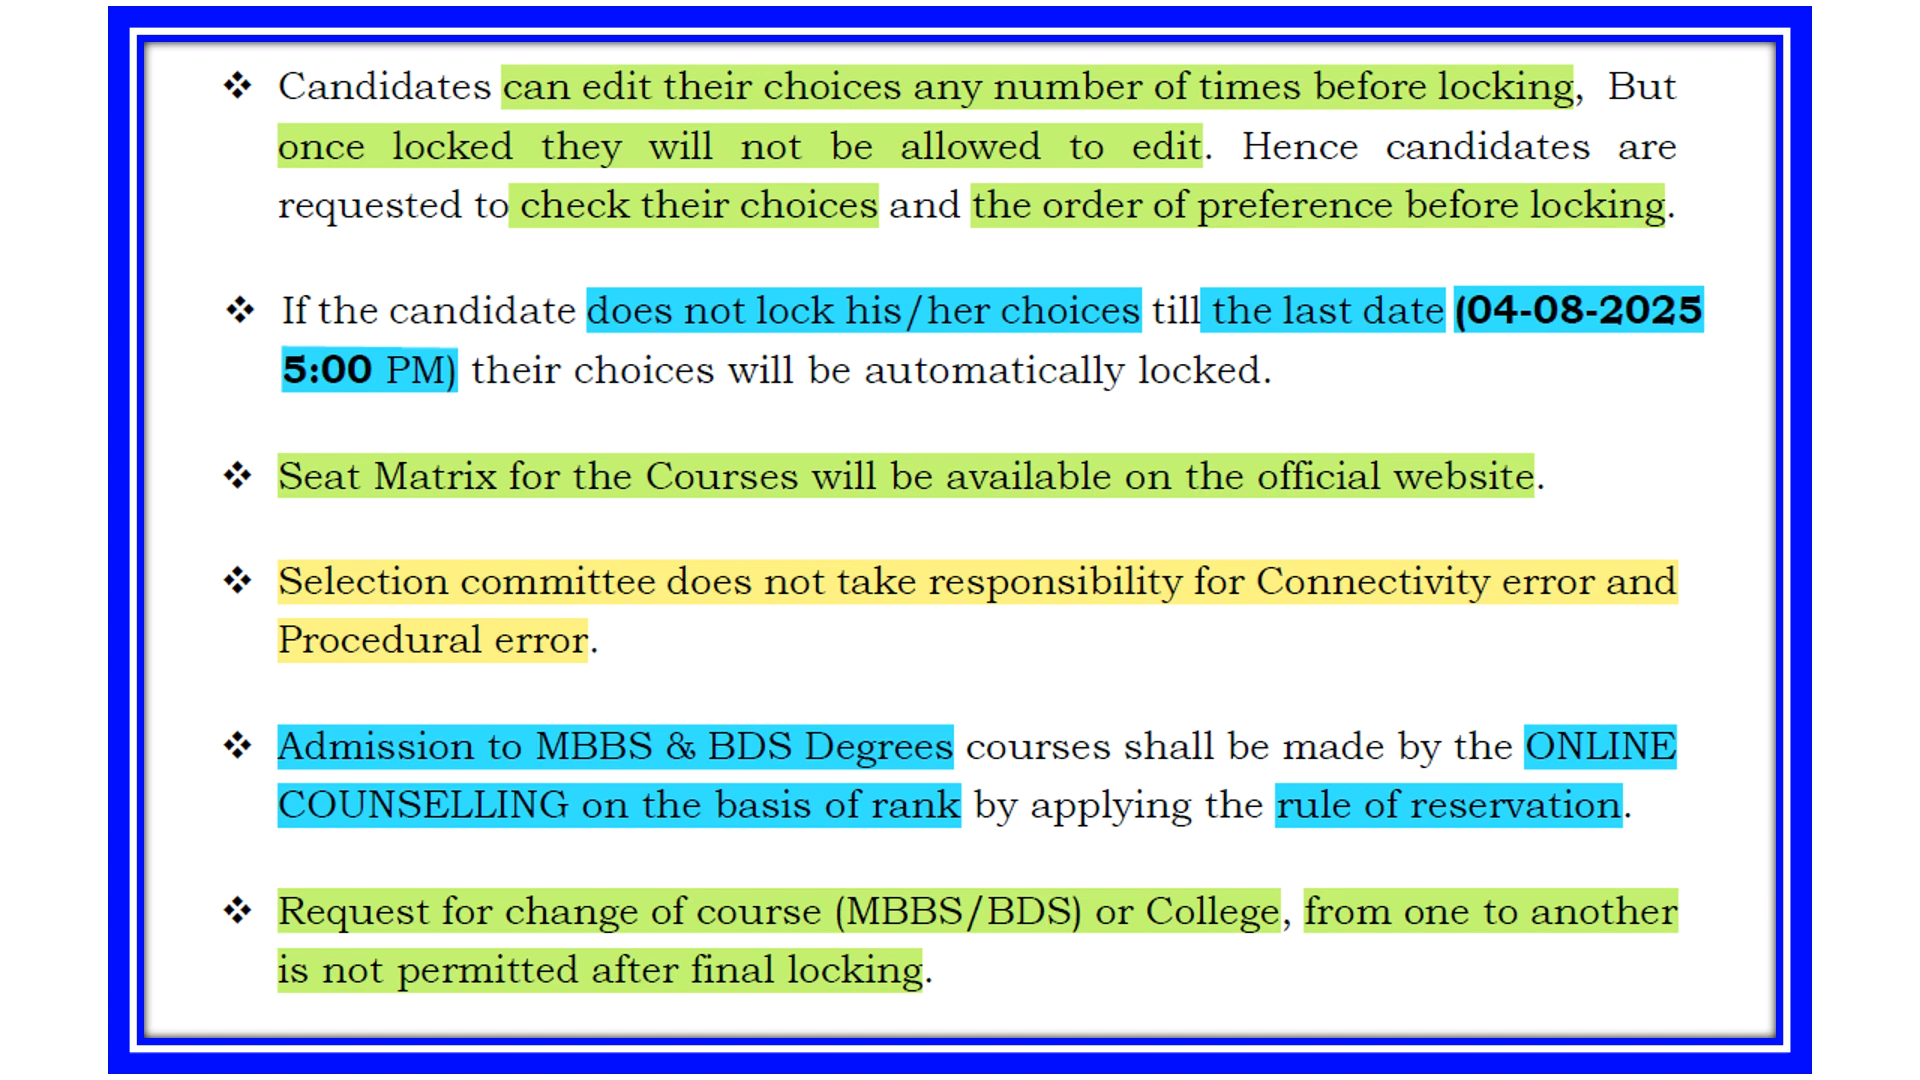 ❖ Candidates can edit their choices any number of times before locking, But
once locked they will not be allowed to edit. Hence candidates are
requested to check their choices and the order of preference before locking.
❖ If the candidate does not lock his/her choices till the last date (04-08-2025
5:00 PM) their choices will be automatically locked.
❖ Seat Matrix for the Courses will be available on the official website.
❖ Selection committee does not take responsibility for Connectivity error and
Procedural error.
❖ Admission to MBBS & BDS Degrees courses shall be made by the ONLINE
COUNSELLING on the basis of rank by applying the rule of reservation.
❖ Request for change of course (MBBS/BDS) or College, from one to another
is not permitted after final locking.